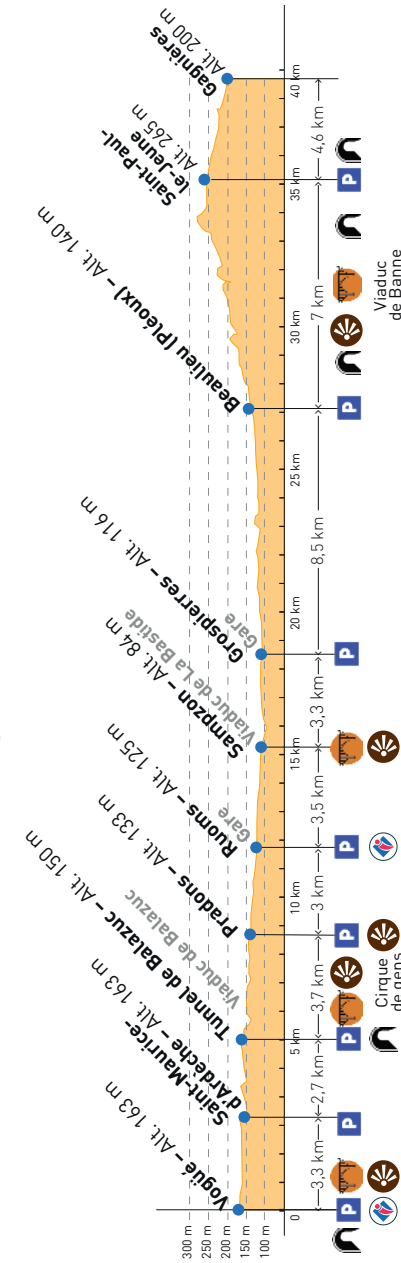 Vogüé – Alt. 163 m
Saint-Maurice-
d'Ardèche – Alt. 163 m
Tunnel de Balazuc – Alt. 150 m
Viaduc de Balazuc
Pradons – Alt. 133 m
Ruoms – Alt. 125 m
Gare
Sampzon – Alt. 84 m
Viaduc de La Bastide
Grospierres – Alt. 116 m
Gare
Beaulieu (Pléoux) – Alt. 140 m
Saint-Paul-
le-Jeune
Alt. 265 m
Gagnières
Alt. 200 m
300 m
250 m
200 m
150 m
100 m
0
5 km
10 km
15 km
20 km
25 km
30 km
35 km
40 km
3,3 km
2,7 km
3,7 km
3 km
3,5 km
3,3 km
8,5 km
7 km
4,6 km
P
P
P
P
P
P
P
P
Cirque
de gens
Viaduc
de Banne